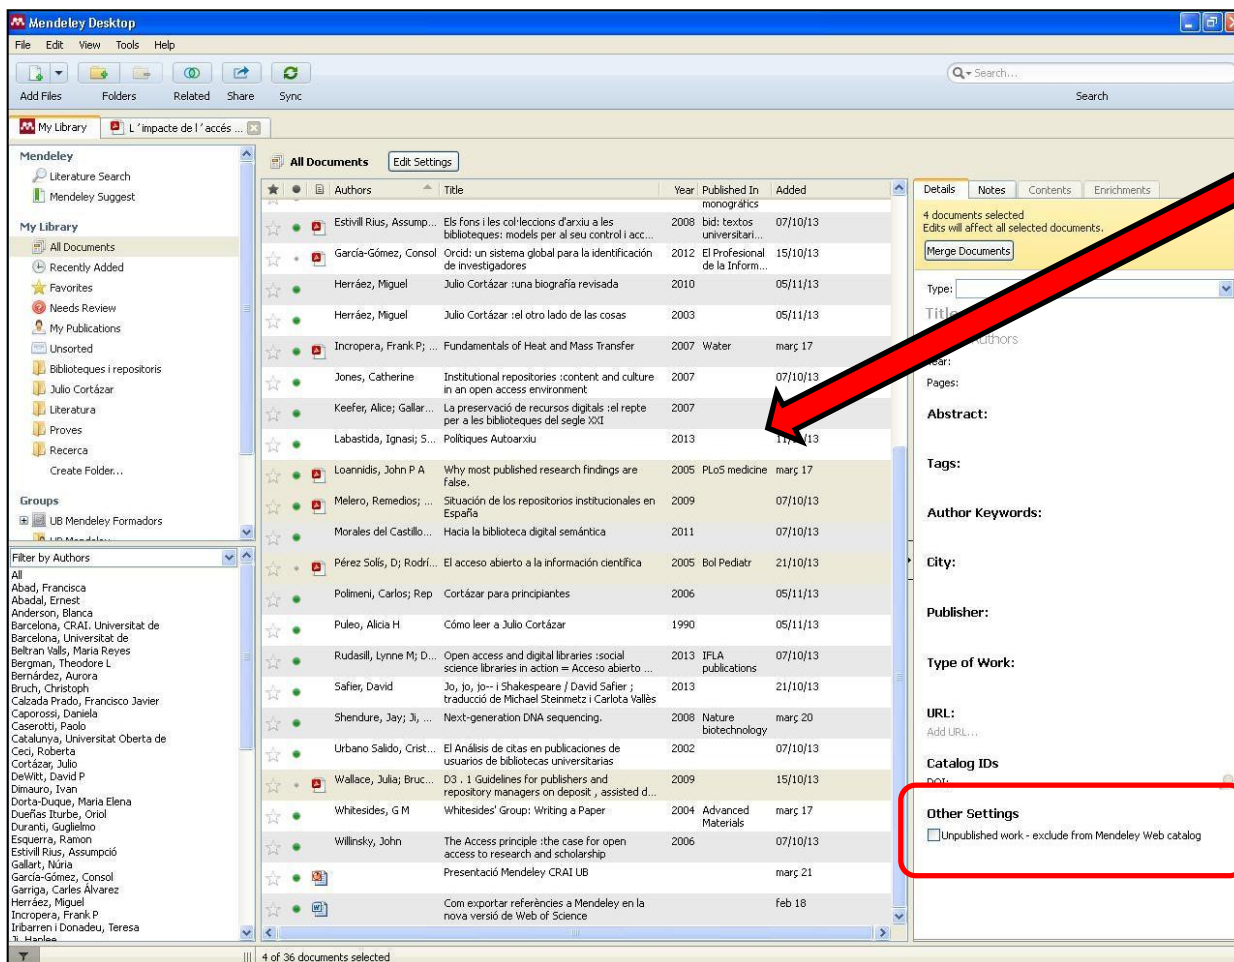 Mendeley Desktop
File Edit View Tools Help
Add Files Folders Related Share Sync
Search...
Search
My Library
L ´impacte de l´accés ...
Mendeley
Literature Search
Mendeley Suggest
My Library
All Documents
Recently Added
Favorites
Needs Review
My Publications
Unsorted
Biblioteques i repositoris
Julio Cortázar
Literatura
Proves
Recerca
Create Folder...
Groups
UB Mendeley Formadors
UB Mendeley
Filter by Authors
All
Abad, Francisca
Abadal, Ernest
Anderson, Blanca
Barcelona, CRAI. Universitat de
Barcelona, Universitat de
Beltran Valls, Maria Reyes
Bergman, Theodore L
Bernárdez, Aurora
Bruch, Christoph
Calzada Prado, Francisco Javier
Caporossi, Daniela
Caserotti, Paolo
Catalunya, Universitat Oberta de
Ceci, Roberta
Cortázar, Julio
DeWitt, David P
Dimauro, Ivan
Dorta-Duque, Maria Elena
Dueñas Iturbe, Oriol
Duranti, Guglielmo
Esquerra, Ramon
Estivill Rius, Assumpció
Gallart, Núria
García-Gómez, Consol
Garriga, Carles Álvarez
Herráez, Miguel
Incropera, Frank P
Iribarren i Donadeu, Teresa
Ji, Hanlee
All Documents Edit Settings
Authors Title Year Published In Added
monogràfics
Estivill Rius, Assump... Els fons i les col·leccions d'arxiu a les 2008 bid: textos 07/10/13
biblioteques: models per al seu control i acc... universitari...
García-Gómez, Consol Orcid: un sistema global para la identificación 2012 El Profesional 15/10/13
de investigadores de la Inform...
Herráez, Miguel Julio Cortázar :una biografía revisada 2010 05/11/13
Herráez, Miguel Julio Cortázar :el otro lado de las cosas 2003 05/11/13
Incropera, Frank P; ... Fundamentals of Heat and Mass Transfer 2007 Water març 17
Jones, Catherine Institutional repositories :content and culture 2007 07/10/13
in an open access environment
Keefer, Alice; Gallar... La preservació de recursos digitals :el repte 2007
per a les biblioteques del segle XXI
Labastida, Ignasi; S... Polítiques Autoarxiu 2013
Loannidis, John P A Why most published research findings are 2005 PLoS medicine març 17
false.
Melero, Remedios; ... Situación de los repositorios institucionales en 2009 07/10/13
España
Morales del Castillo... Hacia la biblioteca digital semántica 2011 07/10/13
Pérez Solís, D; Rodrí... El acceso abierto a la información científica 2005 Bol Pediatr 21/10/13
Polimeni, Carlos; Rep Cortázar para principiantes 2006 05/11/13
Puleo, Alicia H Cómo leer a Julio Cortázar 1990 05/11/13
Rudasill, Lynne M; D... Open access and digital libraries :social 2013 IFLA 07/10/13
science libraries in action = Acceso abierto ... publications
Safier, David Jo, jo, jo-- i Shakespeare / David Safier ; 2013 21/10/13
traducció de Michael Steinmetz i Carlota Vallès
Shendure, Jay; Ji, ... Next-generation DNA sequencing. 2008 Nature març 20
biotechnology
Urbano Salido, Crist... El Análisis de citas en publicaciones de 2002 07/10/13
usuarios de bibliotecas universitarias
Wallace, Julia; Bruc... D3 . 1 Guidelines for publishers and 2009 15/10/13
repository managers on deposit , assisted d...
Whitesides, G M Whitesides' Group: Writing a Paper 2004 Advanced març 17
Materials
Willinsky, John The Access principle :the case for open 2006 07/10/13
access to research and scholarship
Presentació Mendeley CRAI UB març 21
Com exportar referències a Mendeley en la feb 18
nova versió de Web of Science
Details Notes Contents Enrichments
4 documents selected
Edits will affect all selected documents.
Merge Documents
Type:
Title
Authors
Year:
Pages:
Abstract:
Tags:
Author Keywords:
City:
Publisher:
Type of Work:
URL:
Add URL...
Catalog IDs
DOI:
Other Settings
Unpublished work - exclude from Mendeley Web catalog
4 of 36 documents selected